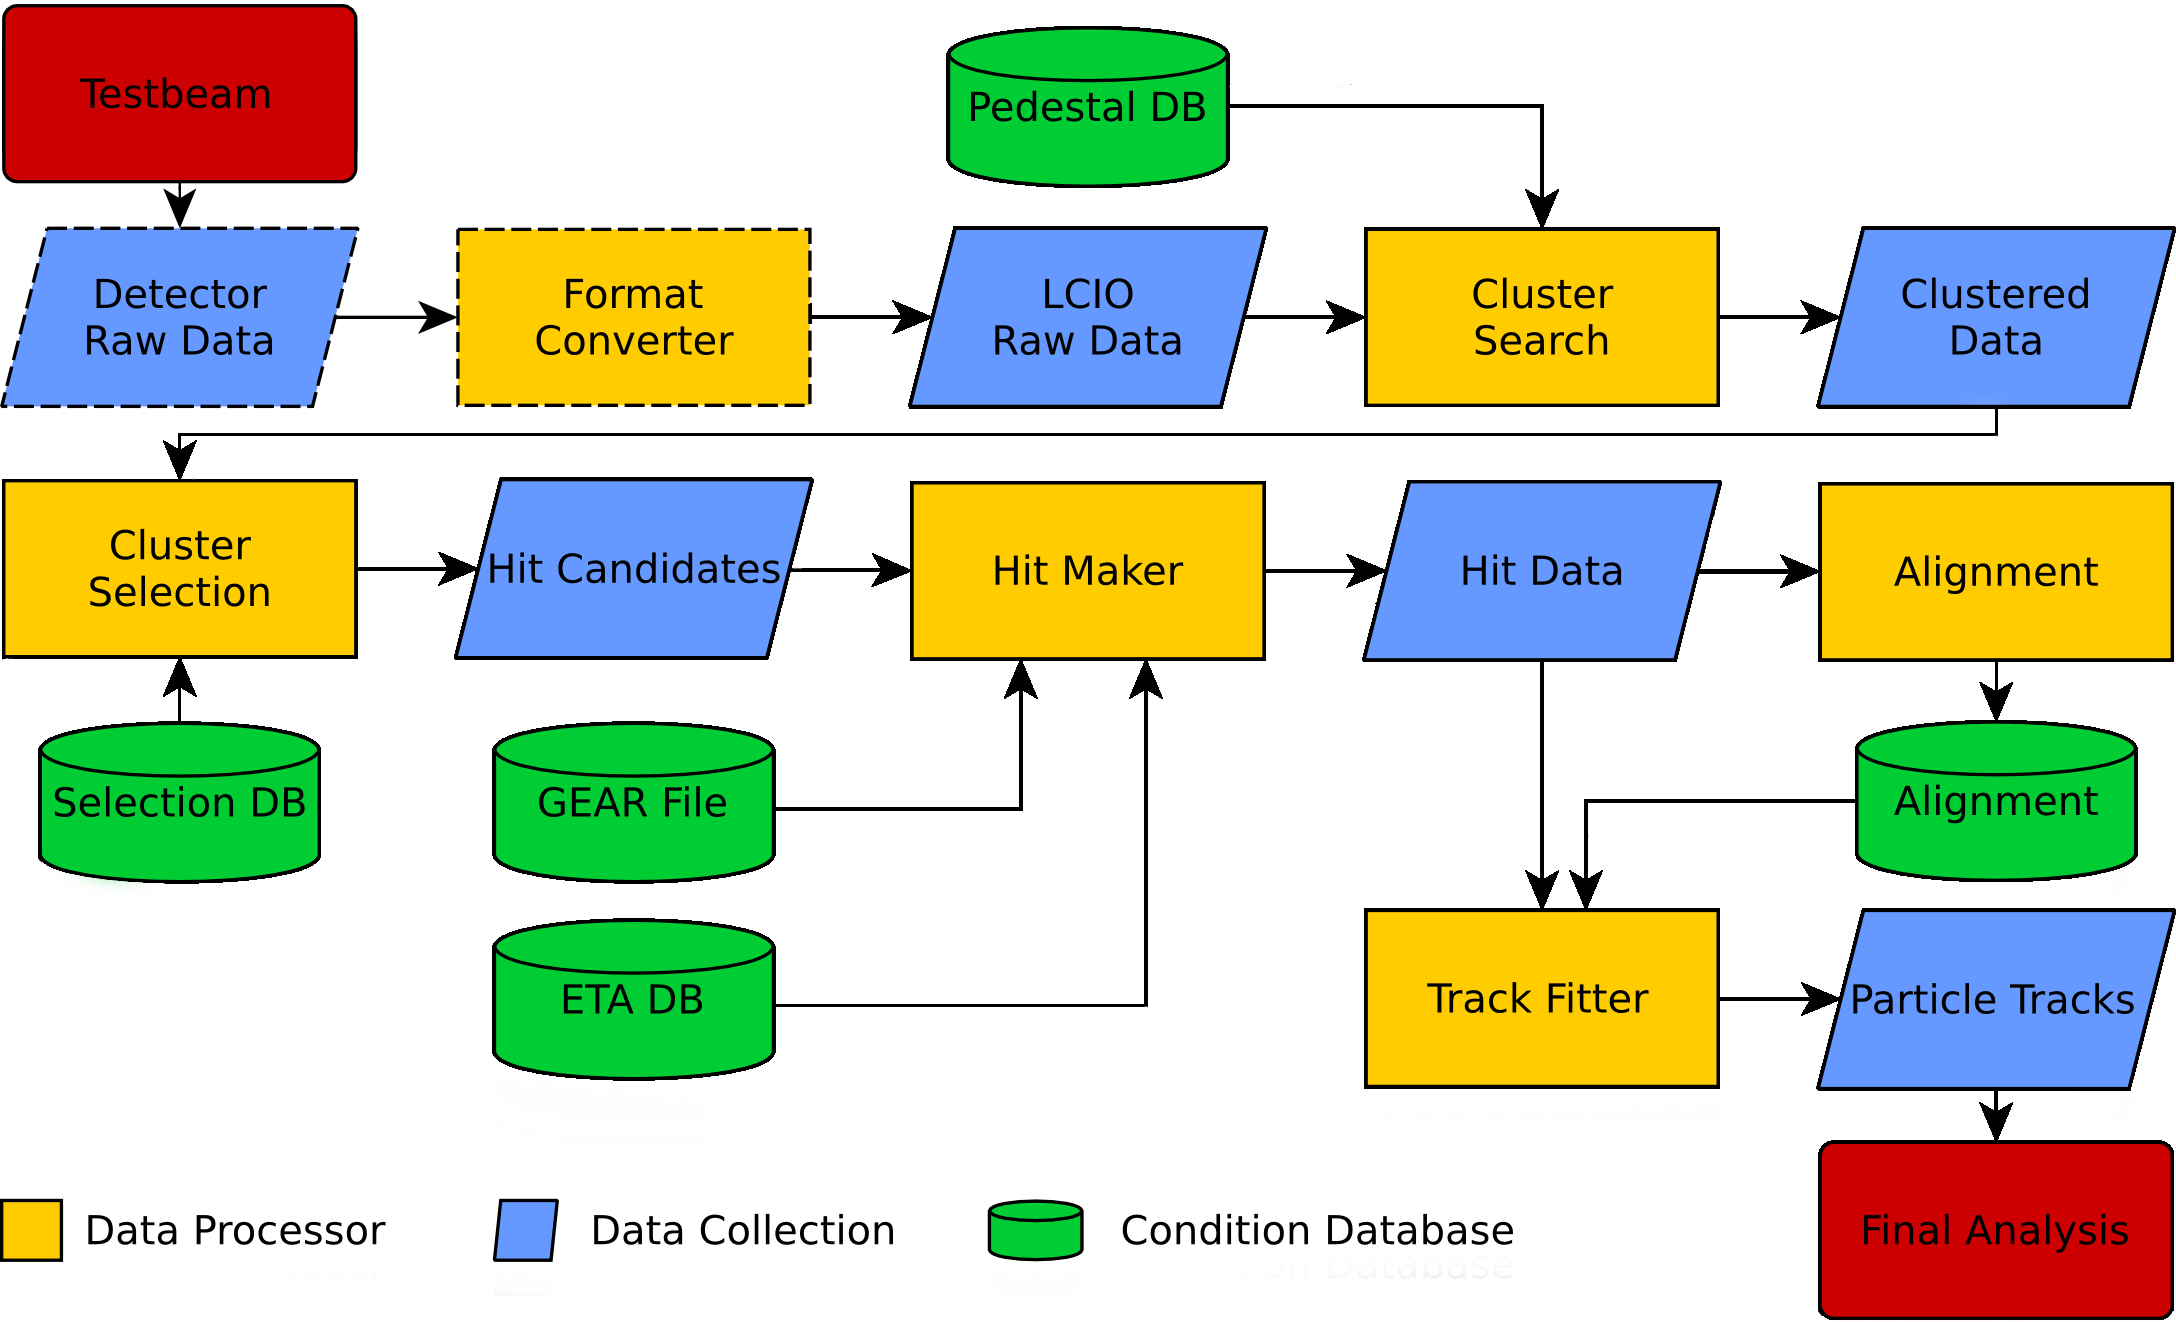 Testbeam
Pedestal DB
Detector
Raw Data
Format
Converter
LCIO
Raw Data
Cluster
Search
Clustered
Data
Cluster
Selection
Hit Candidates
Hit Maker
Hit Data
Alignment
Selection DB
GEAR File
Alignment
ETA DB
Track Fitter
Particle Tracks
Data Processor
Data Collection
Condition Database
Final Analysis